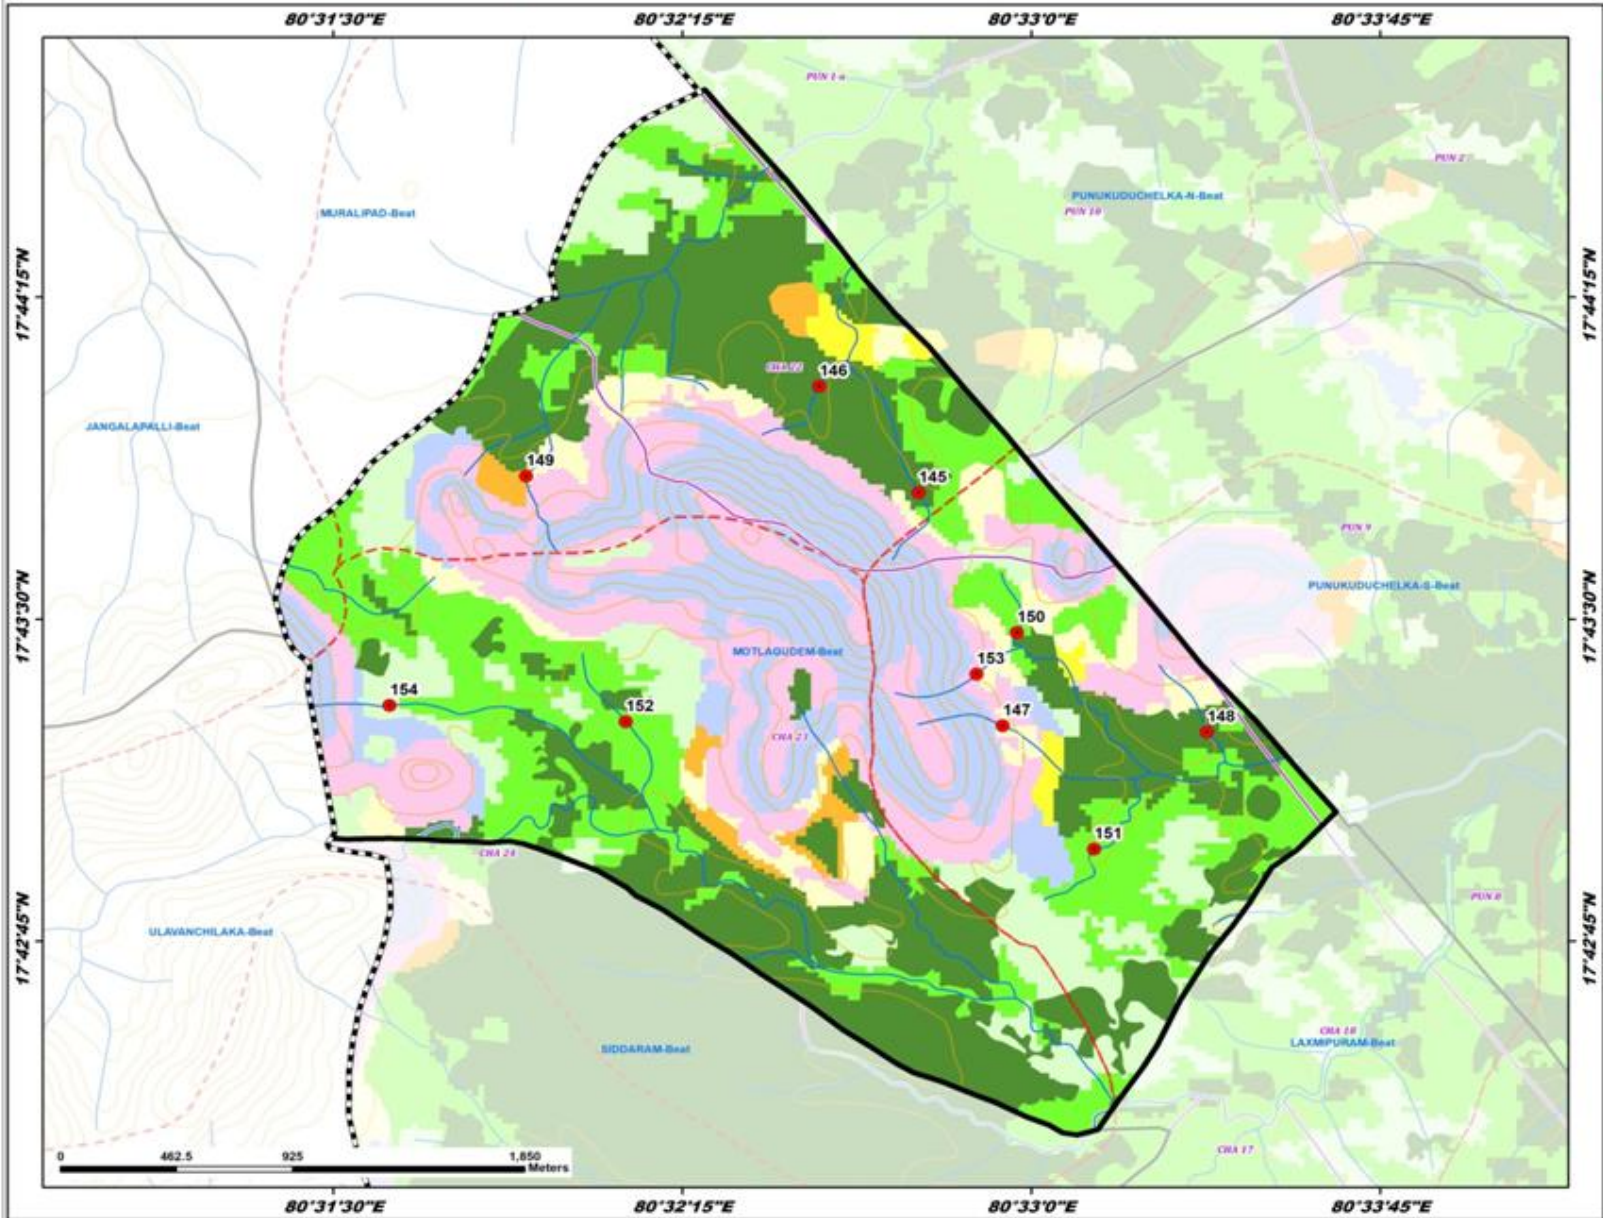 80°31'30"E 80°32'15"E 80°33'0"E 80°33'45"E
PUN 1-a
PUN 2
PUNUKUDUCHELKA-N-Beat
PUN 10
MURALIPAD-Beat
17°44'15"N 17°44'15"N
CHA 22
146
JANGALAPALLI-Beat
149
145
PUN 9
PUNUKUDUCHELKA-S-Beat
17°43'30"N 17°43'30"N
150
MOTLAGUDEM-Beat
153
154
152
147
148
CHA 23
151
CHA 24
PUN 8
ULAVANCHILAKA-Beat
17°42'45"N 17°42'45"N
CHA 18
LAXMIPURAM-Beat
SIDDARAM-Beat
CHA 17
0 462.5 925 1,850
Meters
80°31'30"E 80°32'15"E 80°33'0"E 80°33'45"E